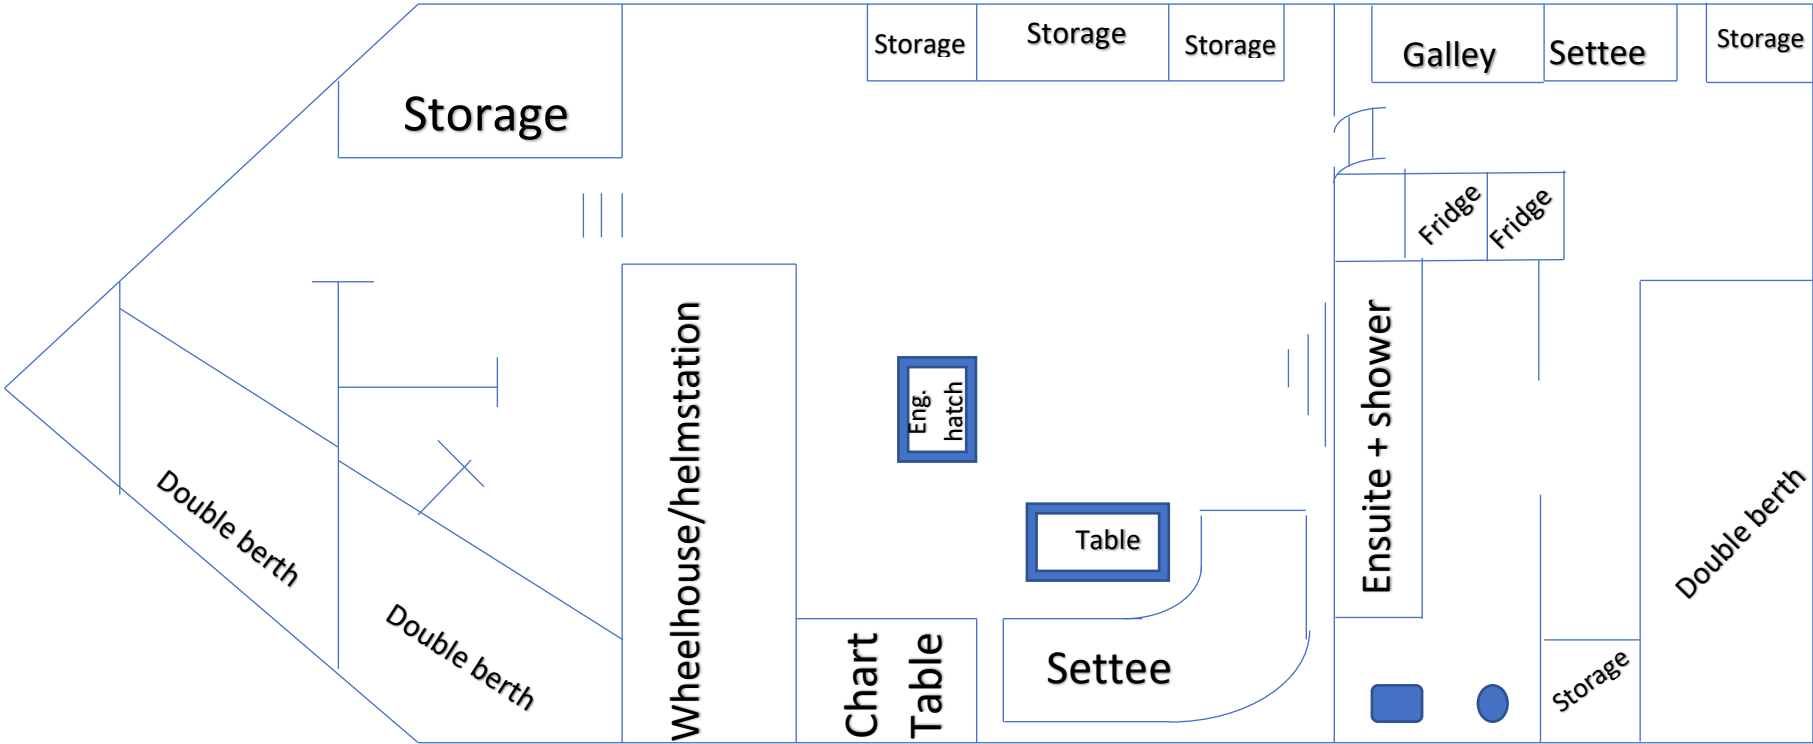 Storage
Storage
Storage
Storage
Galley
Settee
Storage
Fridge
Fridge
Wheelhouse/helmstation
Eng.
hatch
Ensuite + shower
Double berth
Double berth
Table
Chart
Table
Settee
Storage
Double berth